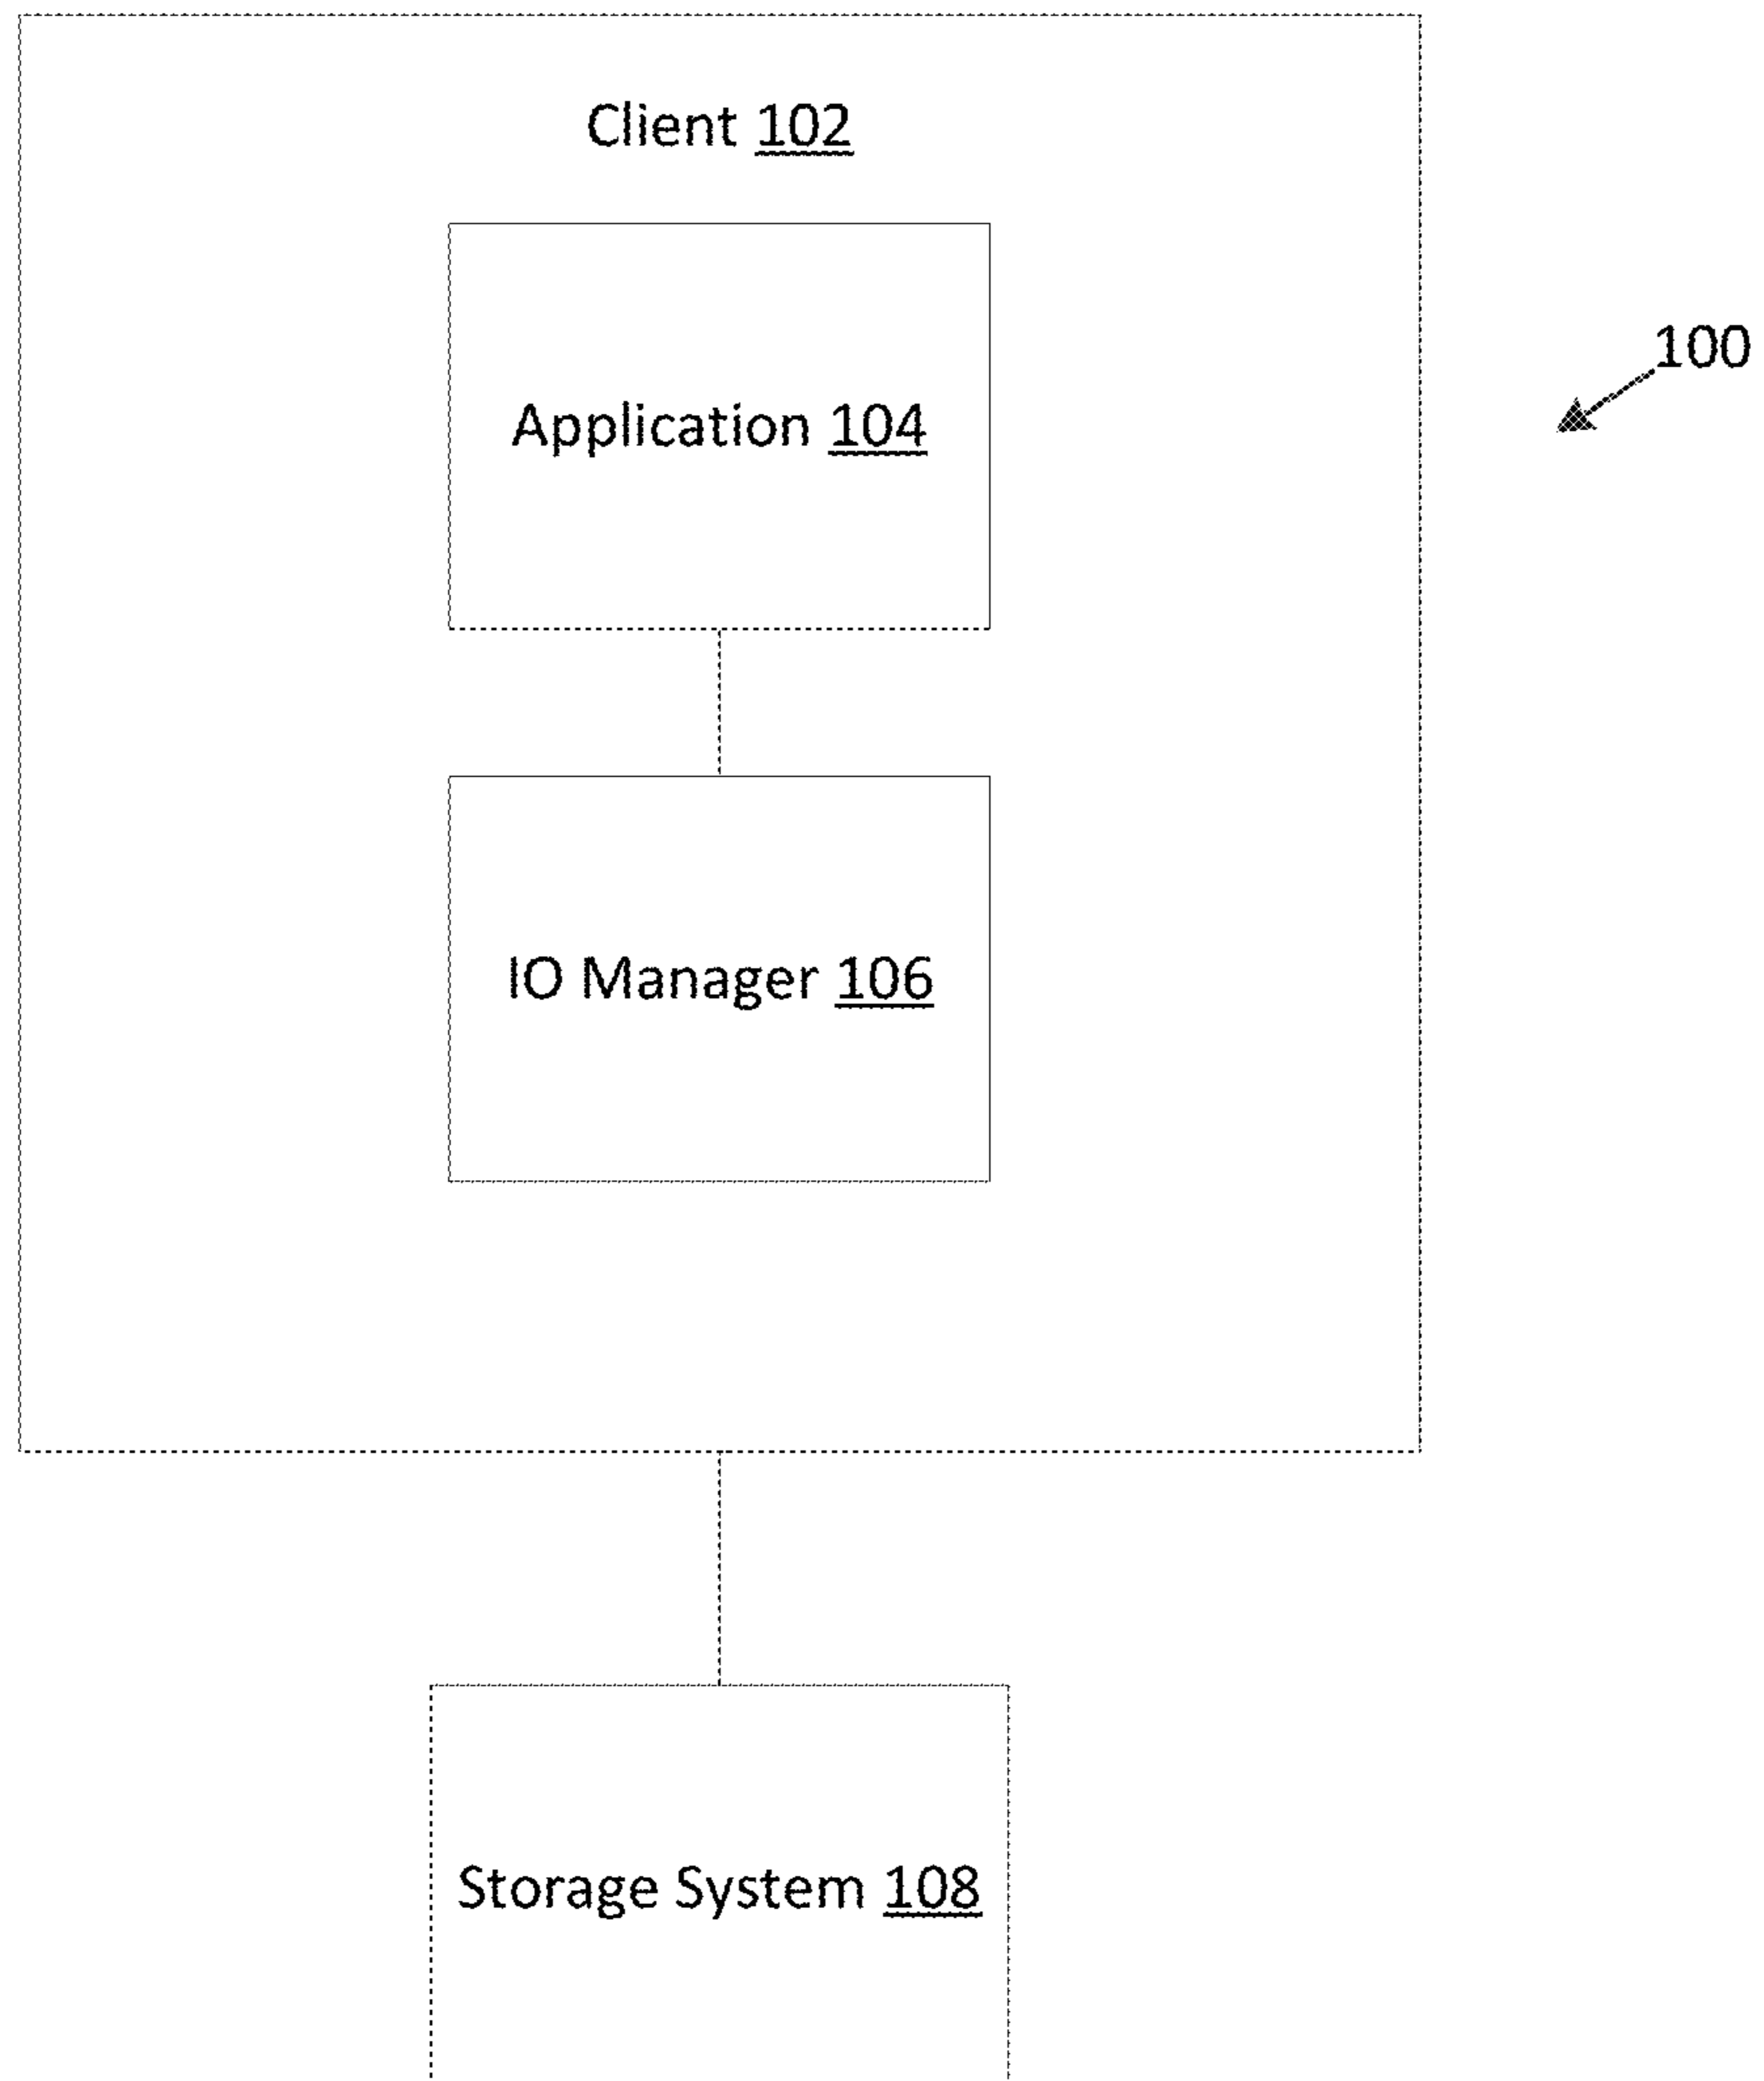 Client 102
100
Application 104
IO Manager 106
Storage System 108